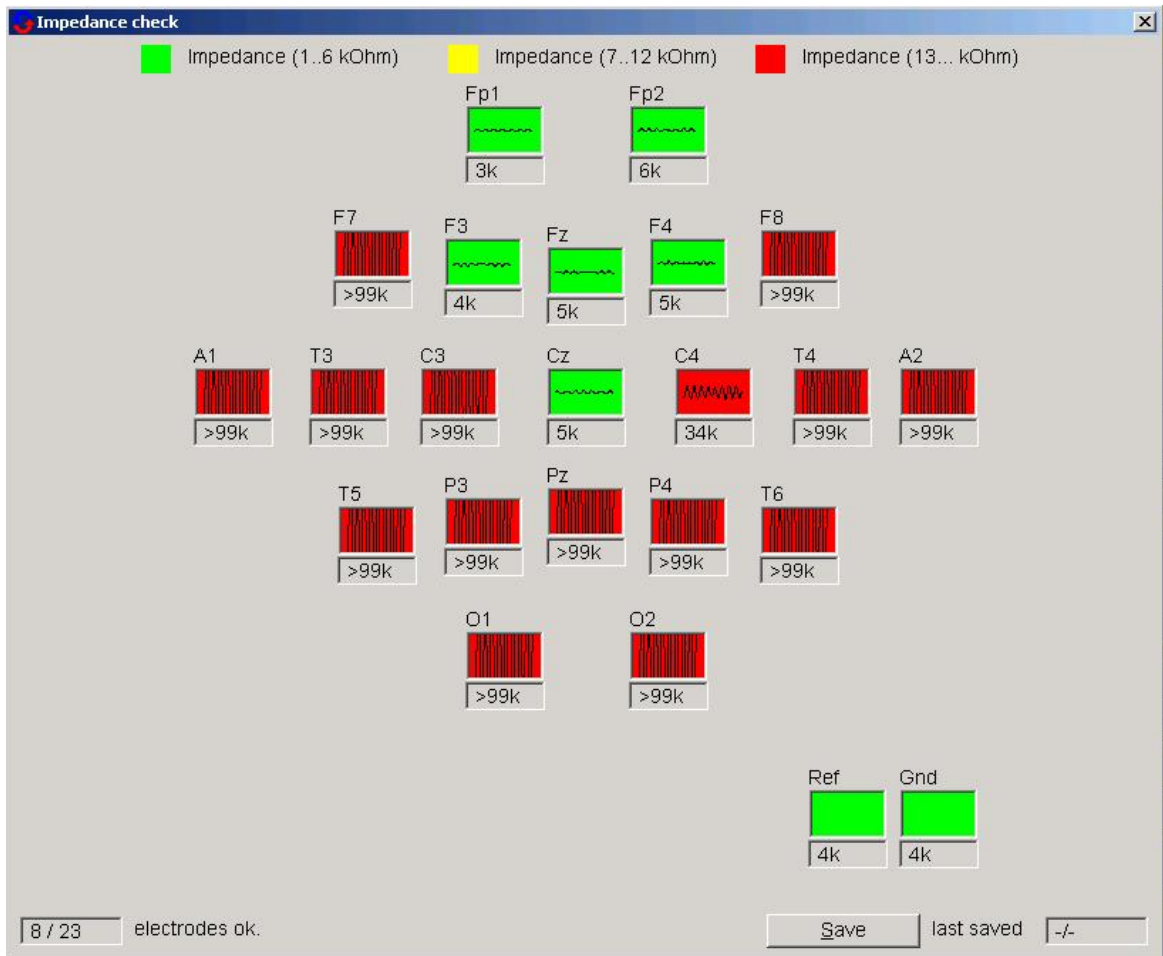 Impedance check
Impedance (1..6 kOhm) Impedance (7..12 kOhm) Impedance (13... kOhm)
Fp1 Fp2
3k 6k
F7 F3 Fz F4 F8
>99k 4k 5k 5k >99k
A1 T3 C3 Cz C4 T4 A2
>99k >99k >99k 5k 34k >99k >99k
T5 P3 Pz P4 T6
>99k >99k >99k >99k >99k
O1 O2
>99k >99k
Ref Gnd
4k 4k
8 / 23 electrodes ok. Save last saved -/-